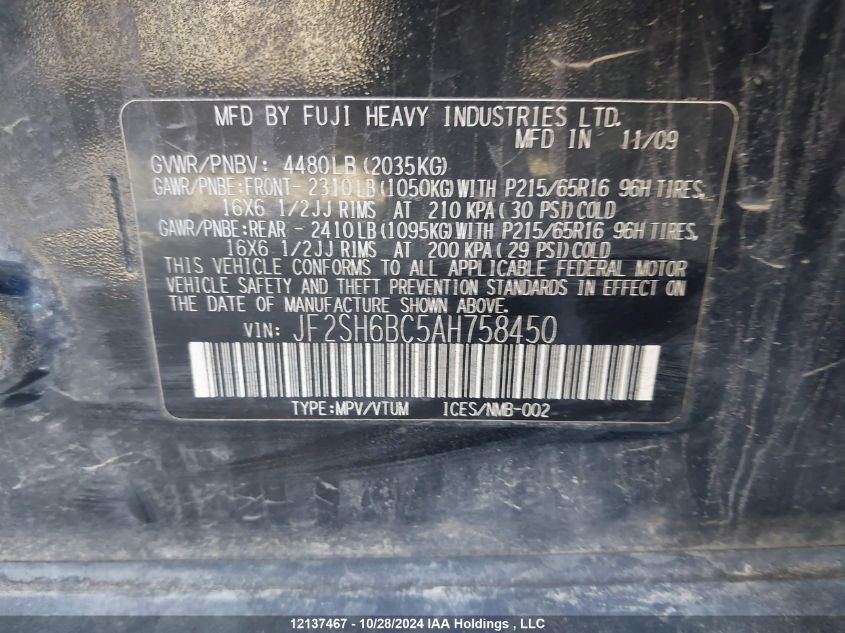 MFD BY FUJI HEAVY INDUSTRIES LTD.
MFD IN 11/09
GVWR/PNBV: 4480LB(2035KG)
GAWR/PNBE:FRONT- 2310LB(1050KG)WITH P215/65R16 96H TIRES,
16X6 1/2JJ RIMS AT 210 KPA(30 PSI)COLD
GAWR/PNBE:REAR - 2410LB(1095KG)WITH P215/65R16 96H TIRES,
16X6 1/2JJ RIMS AT 200 KPA(29 PSI)COLD
THIS VEHICLE CONFORMS TO ALL APPLICABLE FEDERAL MOTOR
VEHICLE SAFETY AND THEFT PREVENTION STANDARDS IN EFFECT ON
THE DATE OF MANUFACTURE SHOWN ABOVE.
VIN: JF2SH6BC5AH758450
TYPE:MPV/VTUM ICES/NMB-002
12137467 - 10/28/2024 IAA Holdings , LLC